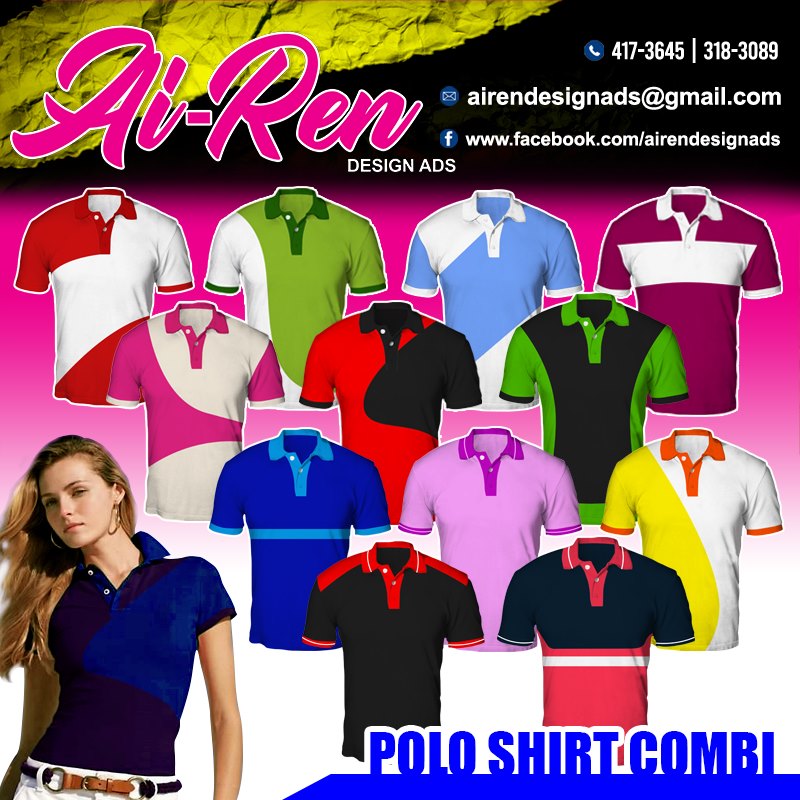 Ai-Ren
DESIGN ADS
417-3645 | 318-3089
airendesignads@gmail.com
www.facebook.com/airendesignads
POLO SHIRT COMBI